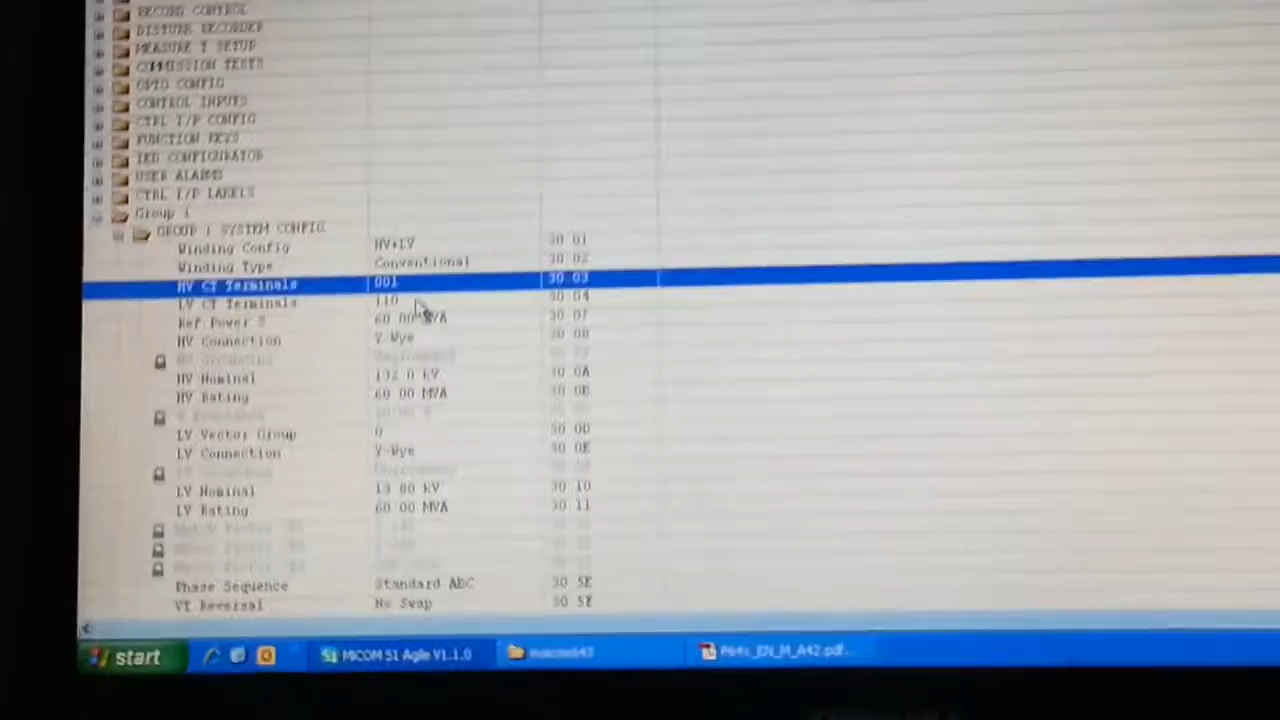 RECORD CONTROL
DISTURB RECORDER
MEASURE'T SETUP
COMMISSION TESTS
OPTO CONFIG
CONTROL INPUTS
CTRL I/P CONFIG
FUNCTION KEYS
IED CONFIGURATOR
USER ALARMS
CTRL I/P LABELS
Group 1
GROUP 1 SYSTEM CONFIG
Winding Config HV+LV 30 01
Winding Type Conventional 30 02
HV CT Terminals 001 30 03
LV CT Terminals 110 30 04
Ref Power S 60 00 MVA 30 07
HV Connection Y-Wye 30 08
HV Nominal 132 0 kV 30 0A
HV Rating 60 00 MVA 30 0B
LV Vector Group 0 30 0D
LV Connection Y-Wye 30 0E
LV Nominal 13 80 kV 30 10
LV Rating 60 00 MVA 30 11
Phase Sequence Standard ABC 30 5E
VT Reversal No Swap 30 5F
start
MICOM S1 Agile V1.1.0
P64x_EN_M_A42.pdf...